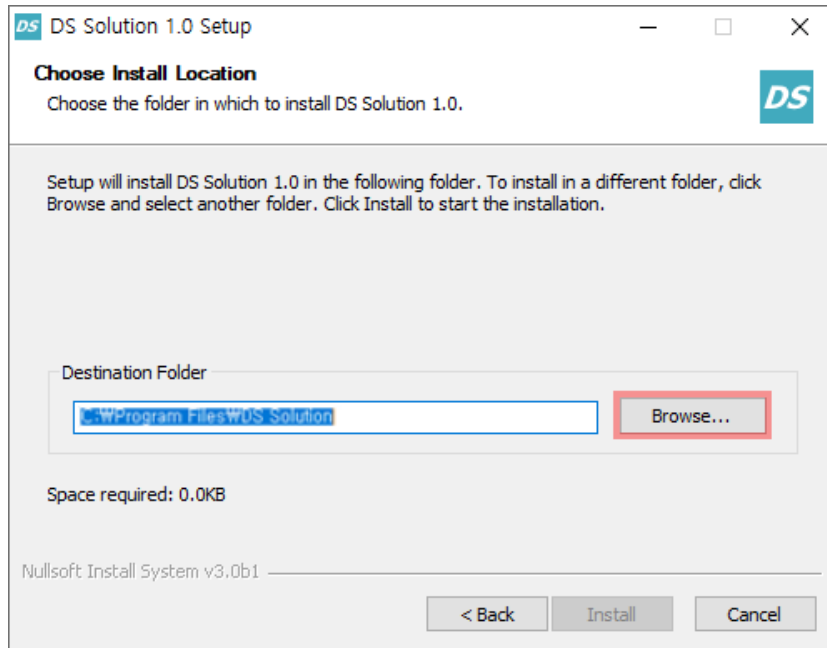 DS DS Solution 1.0 Setup
Choose Install Location
Choose the folder in which to install DS Solution 1.0.
DS
Setup will install DS Solution 1.0 in the following folder. To install in a different folder, click
Browse and select another folder. Click Install to start the installation.
Destination Folder
C:₩Program Files₩DS Solution
Browse...
Space required: 0.0KB
Nullsoft Install System v3.0b1
< Back
Install
Cancel